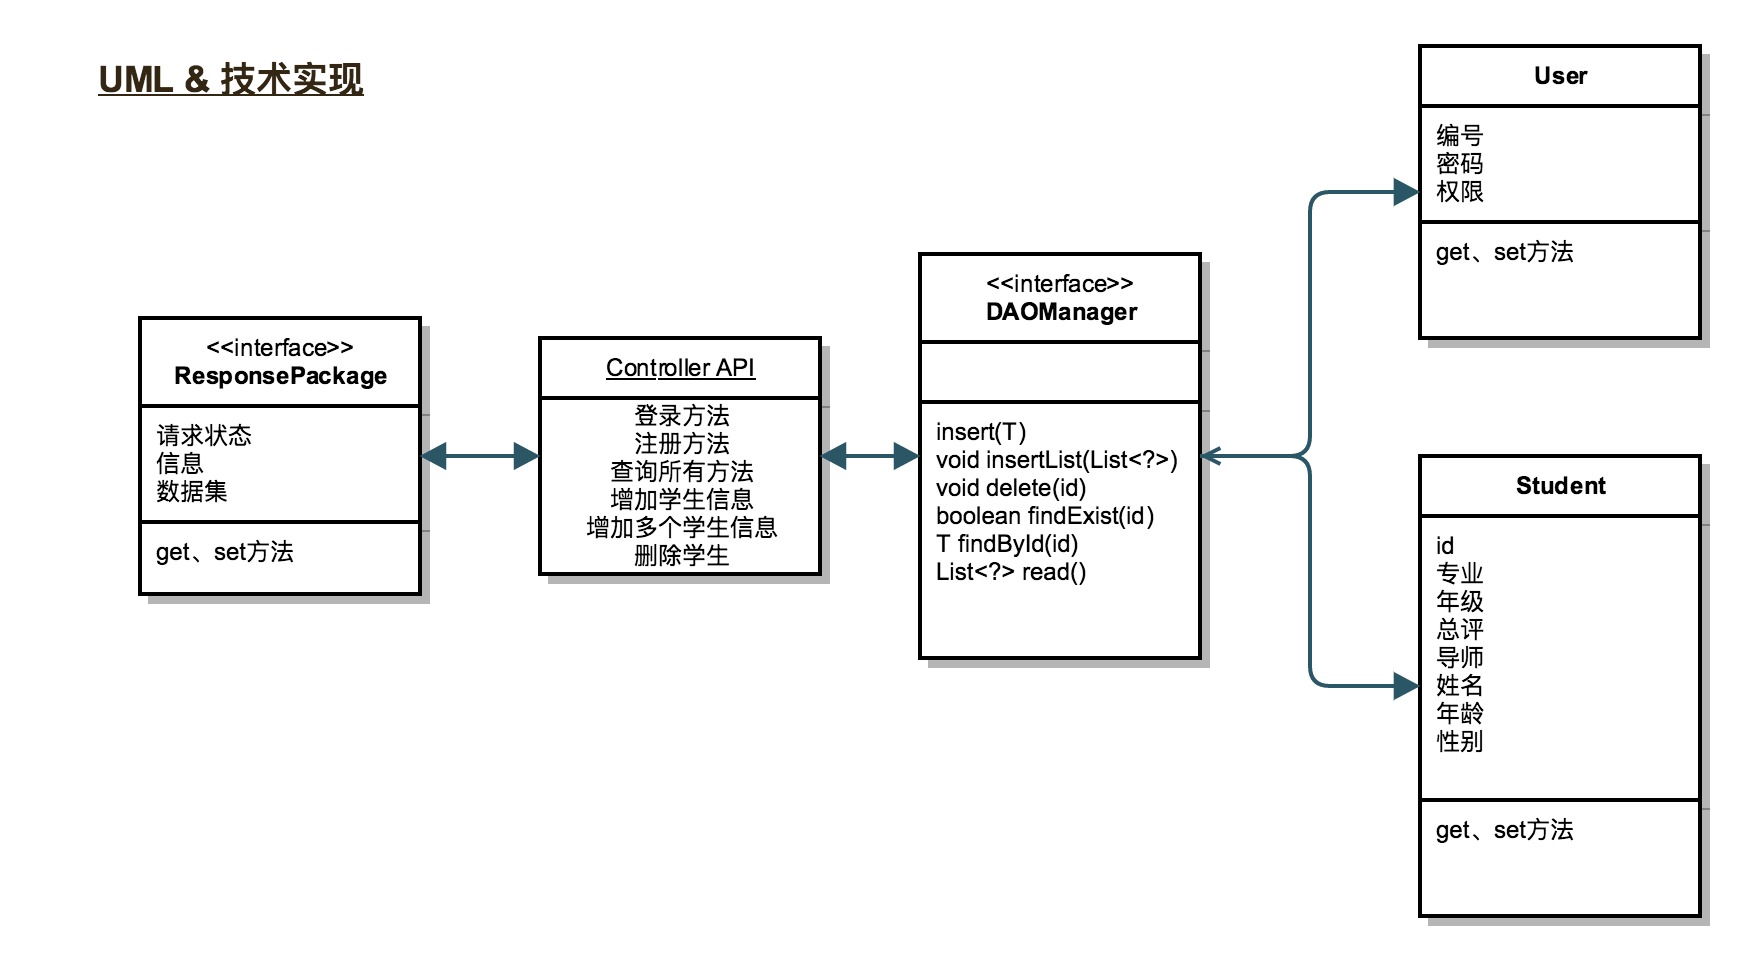 UML & 技术实现
<<interface>>
ResponsePackage
请求状态
信息
数据集
get、set方法
Controller API
登录方法
注册方法
查询所有方法
增加学生信息
增加多个学生信息
删除学生
<<interface>>
DAOManager
insert(T)
void insertList(List<?>)
void delete(id)
boolean findExist(id)
T findById(id)
List<?> read()
User
编号
密码
权限
get、set方法
Student
id
专业
年级
总评
导师
姓名
年龄
性别
get、set方法